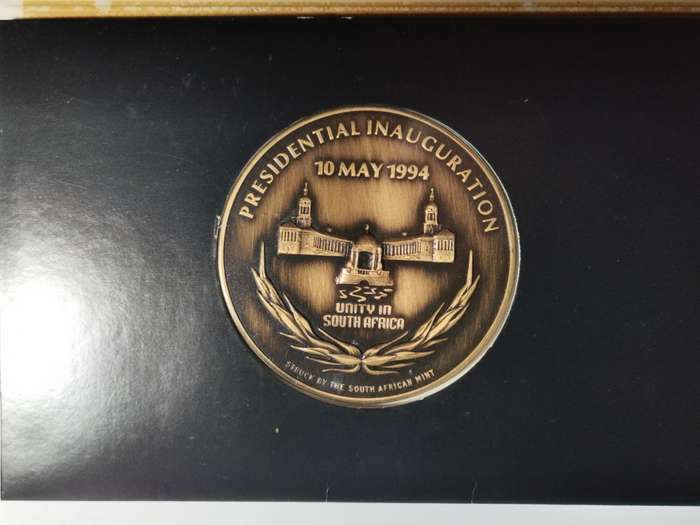 PRESIDENTIAL INAUGURATION
10 MAY 1994
UNITY IN
SOUTH AFRICA
STRUCK BY THE SOUTH AFRICAN MINT